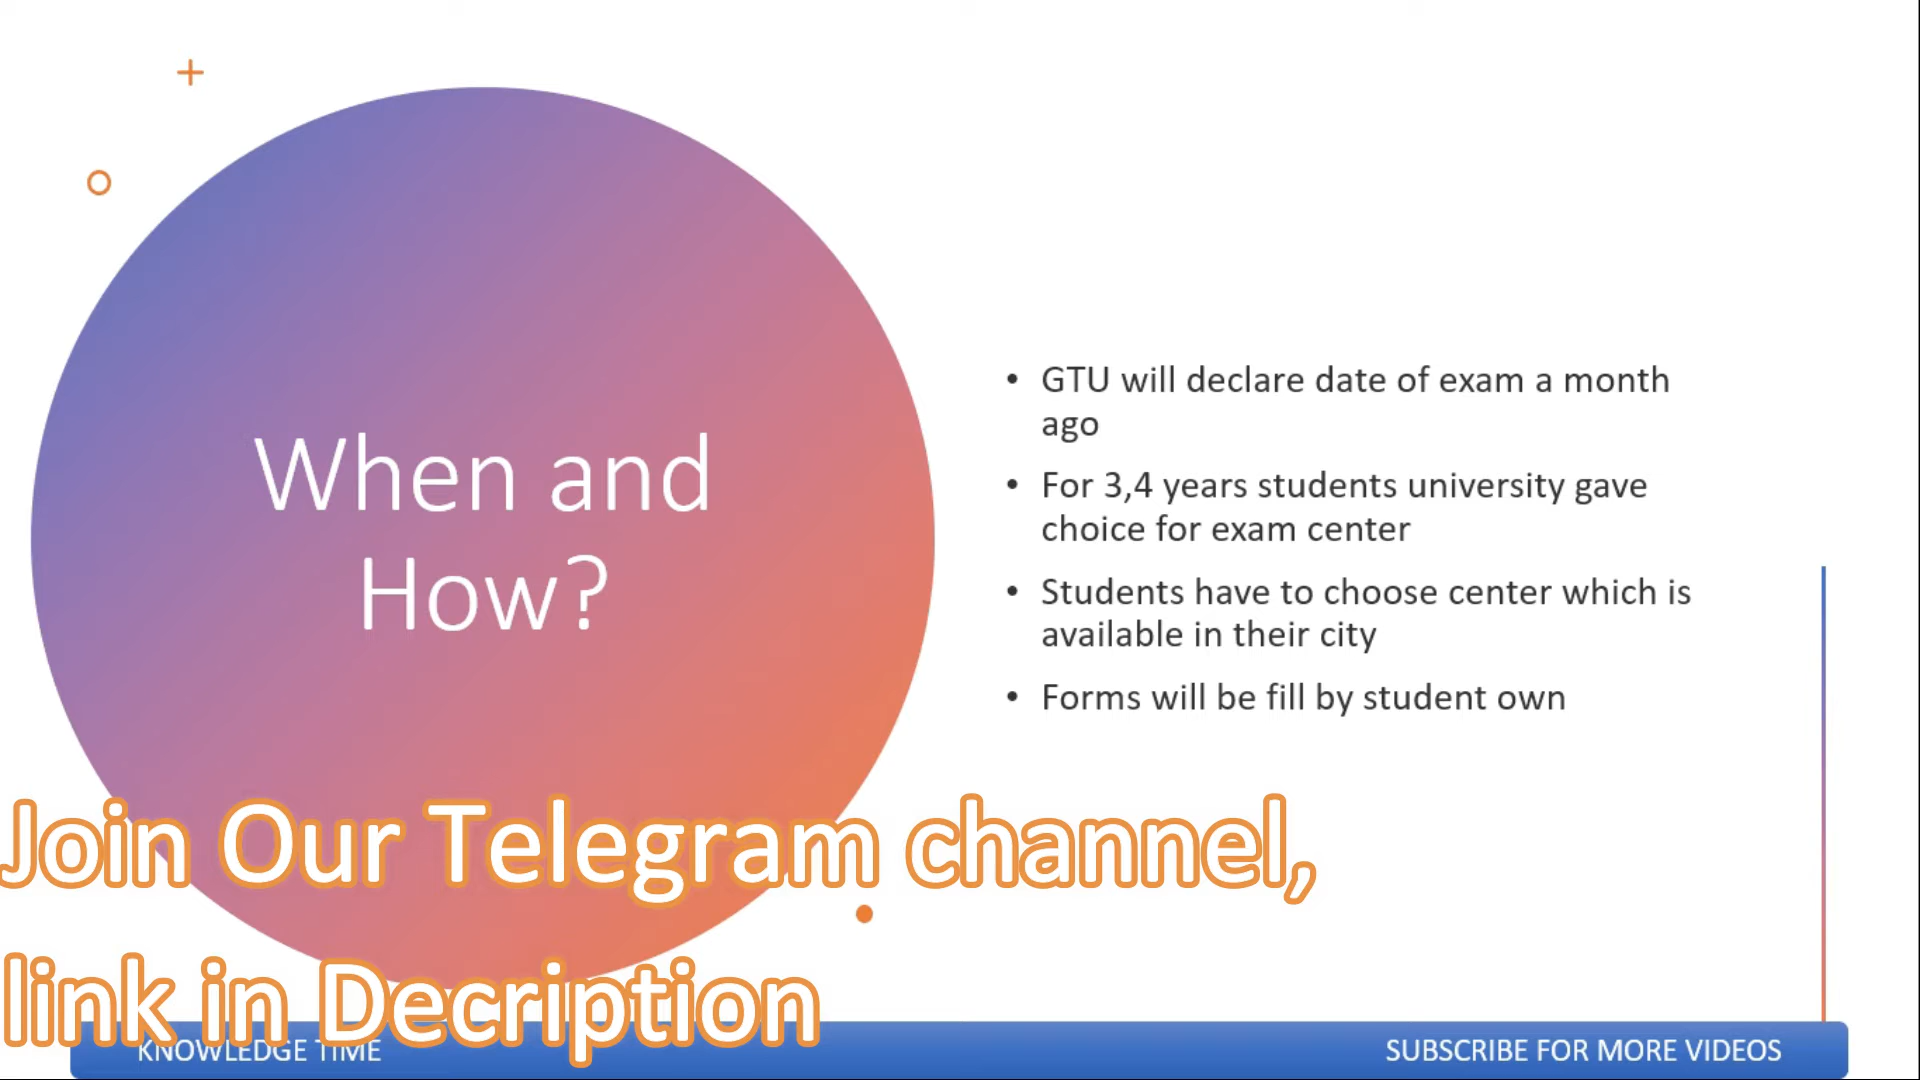 When and
How?
• GTU will declare date of exam a month
ago
• For 3,4 years students university gave
choice for exam center
• Students have to choose center which is
available in their city
• Forms will be fill by student own
Join Our Telegram channel,
link in Decription
KNOWLEDGE TIME
SUBSCRIBE FOR MORE VIDEOS